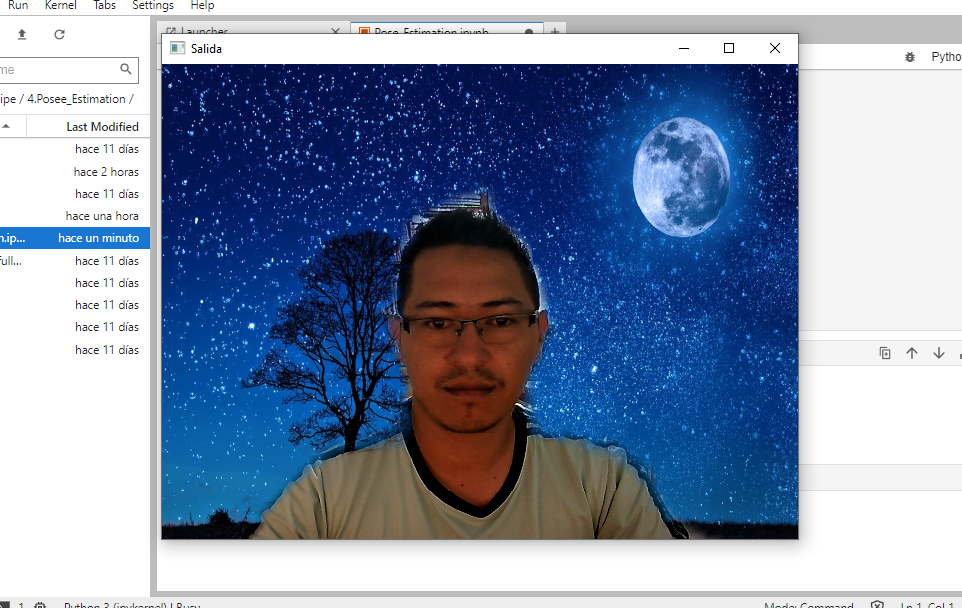 Run Kernel Tabs Settings Help
Launcher
Pose_Estimation.ipynb
Salida
me
Pytho
ipe / 4.Posee_Estimation /
Last Modified
hace 11 días
hace 2 horas
hace 11 días
hace una hora
n.ip... hace un minuto
full... hace 11 días
hace 11 días
hace 11 días
hace 11 días
hace 11 días
1 Python 3 (ipykernel) | Busy
Mode: Command Ln 1, Col 1